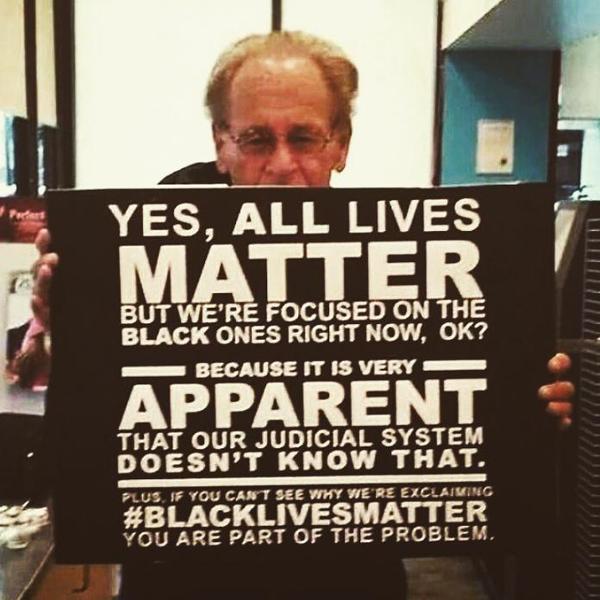 YES, ALL LIVES
MATTER
BUT WE'RE FOCUSED ON THE
BLACK ONES RIGHT NOW, OK?
BECAUSE IT IS VERY
APPARENT
THAT OUR JUDICIAL SYSTEM
DOESN'T KNOW THAT.
PLUS, IF YOU CAN'T SEE WHY WE'RE EXCLAIMING
#BLACKLIVESMATTER
YOU ARE PART OF THE PROBLEM.